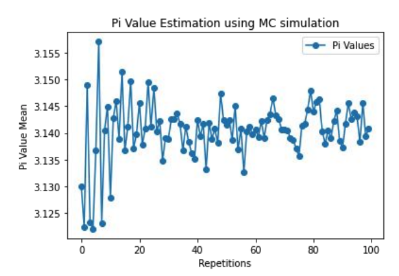 Pi Value Estimation using MC simulation
Pi Values
Pi Value Mean
3.155
3.150
3.145
3.140
3.135
3.130
3.125
0 20 40 60 80 100
Repetitions